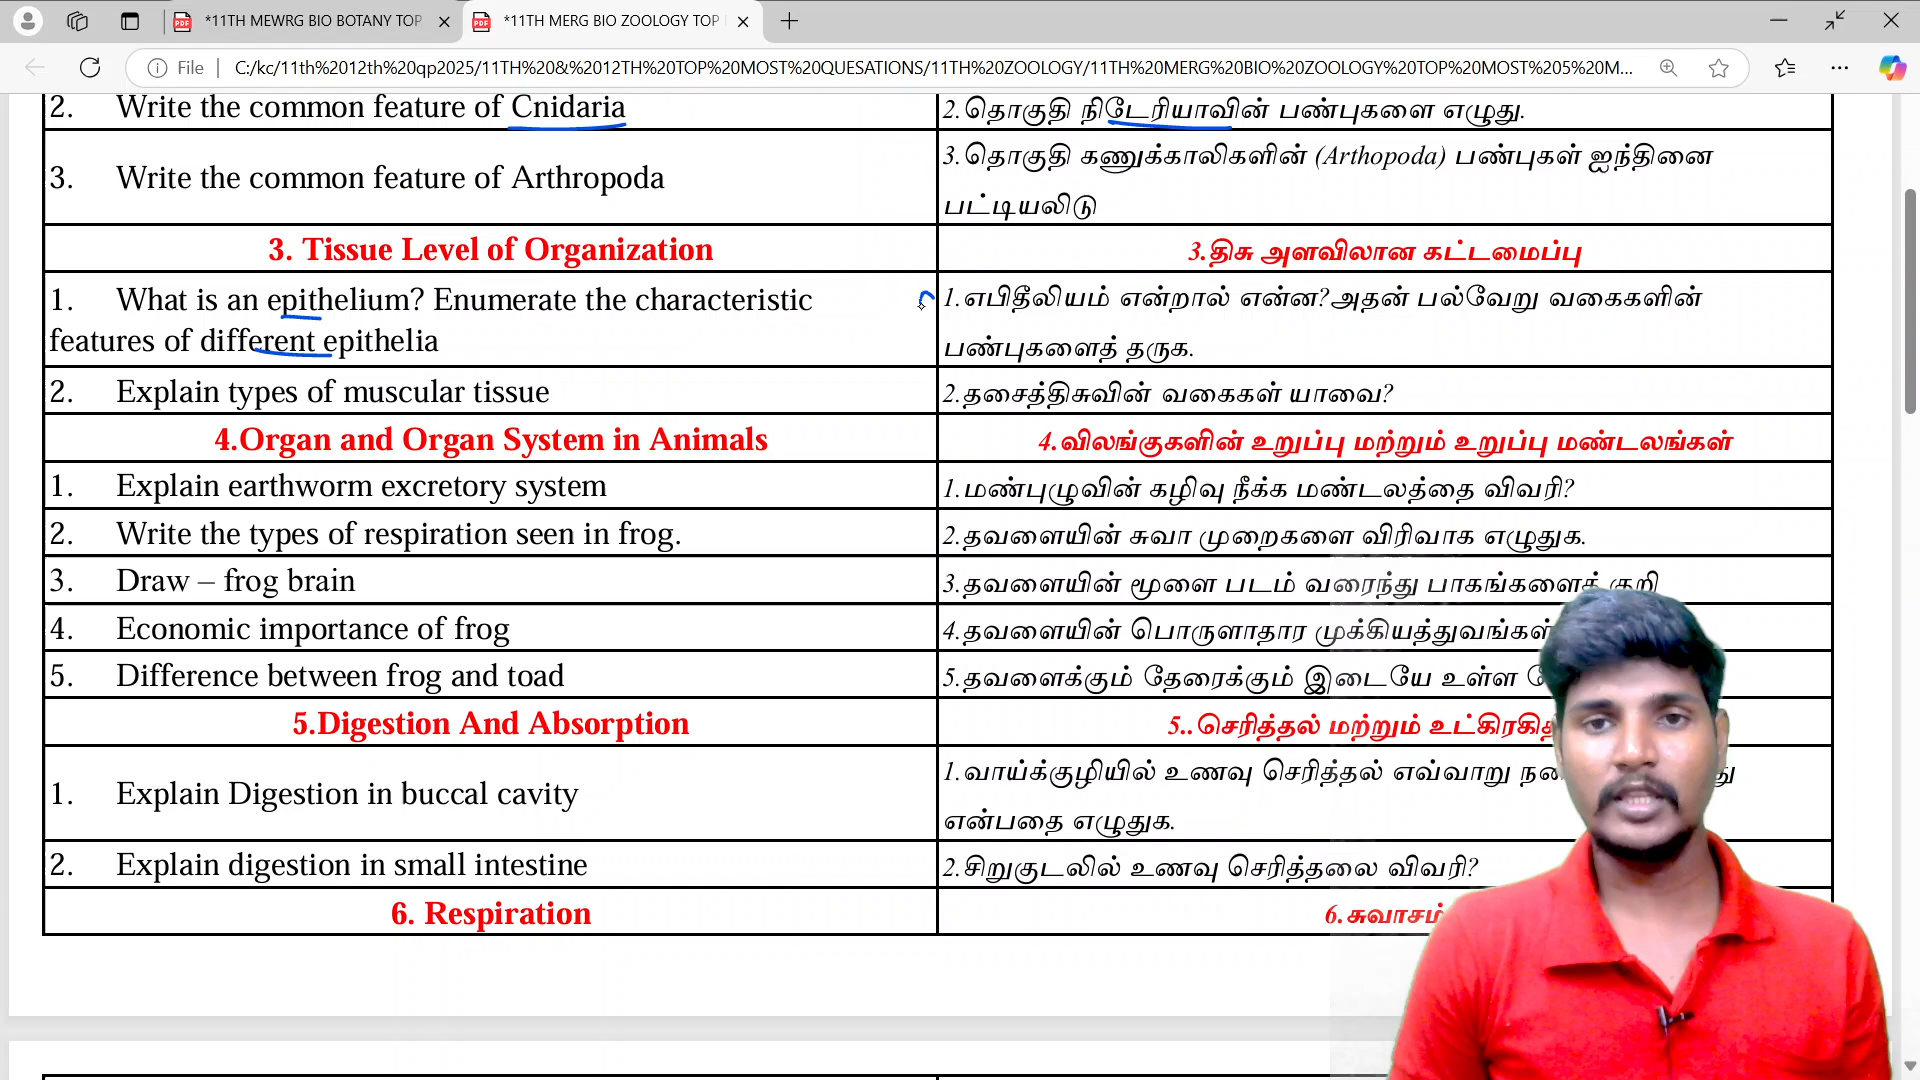 *11TH MEWRG BIO BOTANY TOP
*11TH MERG BIO ZOOLOGY TOP
File
C:/kc/11th%2012th%20qp2025/11TH%20&%2012TH%20TOP%20MOST%20QUESATIONS/11TH%20ZOOLOGY/11TH%20MERG%20BIO%20ZOOLOGY%20TOP%20MOST%205%20M...
2. Write the common feature of Cnidaria
2.தொகுதி நிடேரியாவின் பண்புகளை எழுது.
3. Write the common feature of Arthropoda
3.தொகுதி கணுக்காலிகளின் (Arthopoda) பண்புகள் ஐந்தினை
பட்டியலிடு
3. Tissue Level of Organization
3.திசு அளவிலான கட்டமைப்பு
1. What is an epithelium? Enumerate the characteristic
features of different epithelia
1.எபிதீலியம் என்றால் என்ன?அதன் பல்வேறு வகைகளின்
பண்புகளைத் தருக.
2. Explain types of muscular tissue
2.தசைத்திசுவின் வகைகள் யாவை?
4.Organ and Organ System in Animals
4.விலங்குகளின் உறுப்பு மற்றும் உறுப்பு மண்டலங்கள்
1. Explain earthworm excretory system
1.மண்புழுவின் கழிவு நீக்க மண்டலத்தை விவரி?
2. Write the types of respiration seen in frog.
2.தவளையின் சுவா முறைகளை விரிவாக எழுதுக.
3. Draw – frog brain
3.தவளையின் மூளை படம் வரைந்து பாகங்களைக் குறி
4. Economic importance of frog
4.தவளையின் பொருளாதார முக்கியத்துவங்கள்
5. Difference between frog and toad
5.தவளைக்கும் தேரைக்கும் இடையே உள்ள
5.Digestion And Absorption
5..செரித்தல் மற்றும்
1. Explain Digestion in buccal cavity
1.வாய்க்குழியில் உணவு செரித்தல் எவ்வாறு
என்பதை எழுதுக.
2. Explain digestion in small intestine
2.சிறுகுடலில் உணவு செரித்தலை விவரி?
6. Respiration
6.சுவாசம்